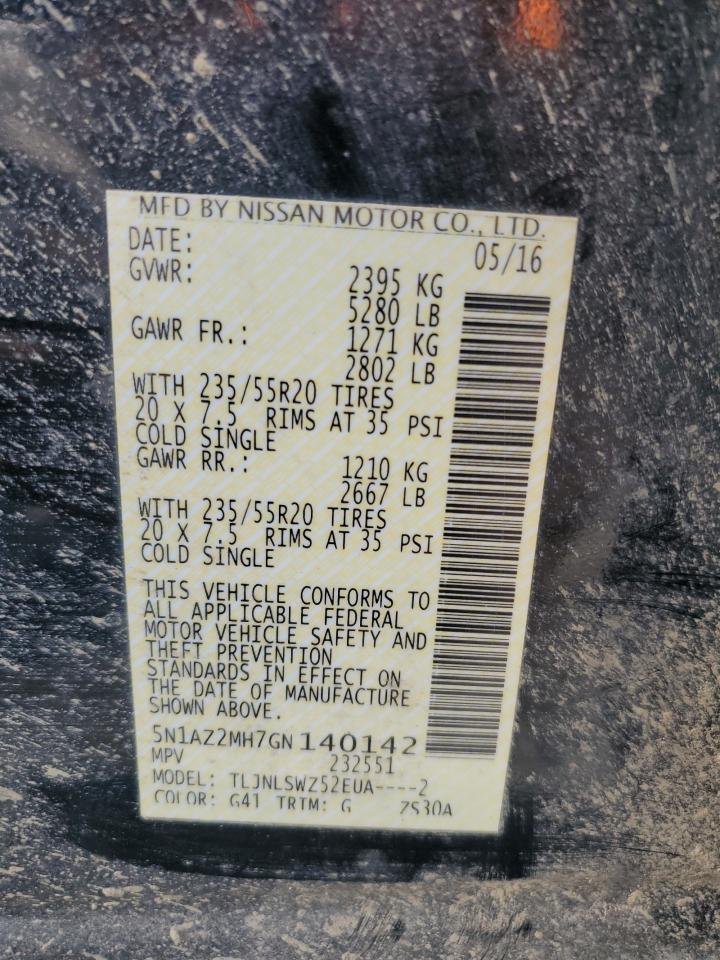 MFD BY NISSAN MOTOR CO., LTD.
DATE: 05/16
GVWR: 2395 KG
5280 LB
GAWR FR.: 1271 KG
2802 LB
WITH 235/55R20 TIRES
20 X 7.5 RIMS AT 35 PSI
COLD SINGLE
GAWR RR.: 1210 KG
2667 LB
WITH 235/55R20 TIRES
20 X 7.5 RIMS AT 35 PSI
COLD SINGLE
THIS VEHICLE CONFORMS TO
ALL APPLICABLE FEDERAL
MOTOR VEHICLE SAFETY AND
THEFT PREVENTION
STANDARDS IN EFFECT ON
THE DATE OF MANUFACTURE
SHOWN ABOVE.
5N1AZ2MH7GN140142
MPV 232551
MODEL: TLJNLSWZ52EUA----2
COLOR: G41 TRIM: G ZS30A